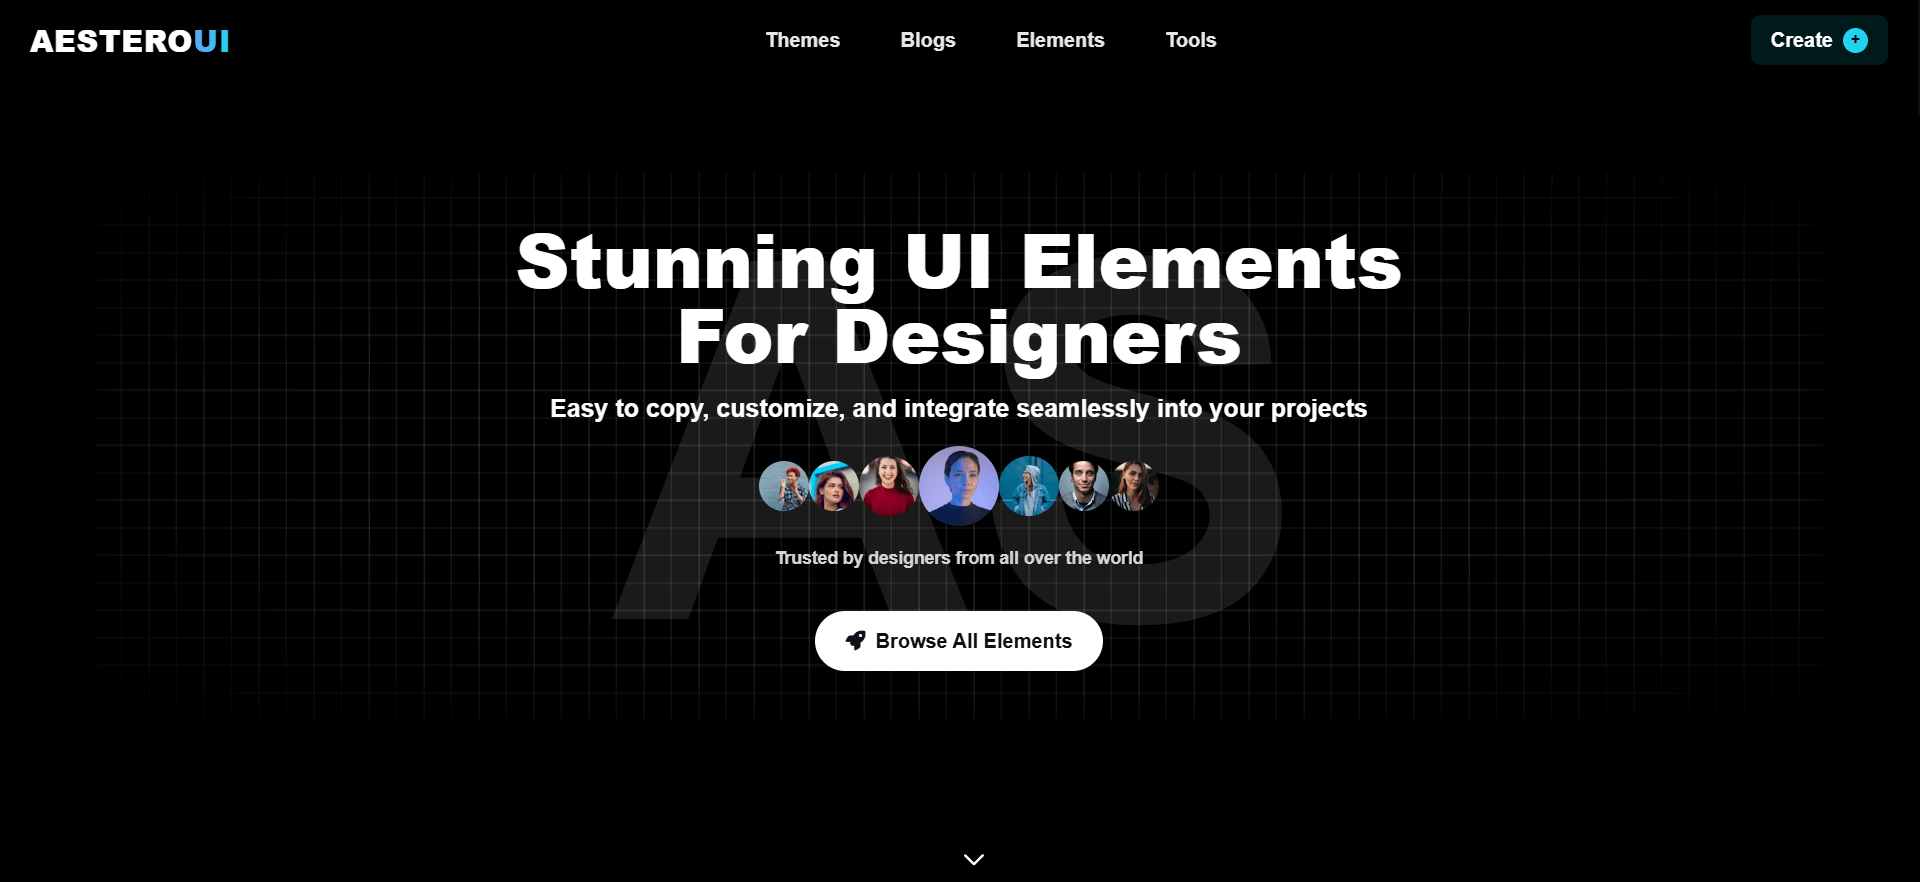 AESTEROUI
Themes
Blogs
Elements
Tools
Create +
AS
Stunning UI Elements
For Designers
Easy to copy, customize, and integrate seamlessly into your projects
Trusted by designers from all over the world
Browse All Elements